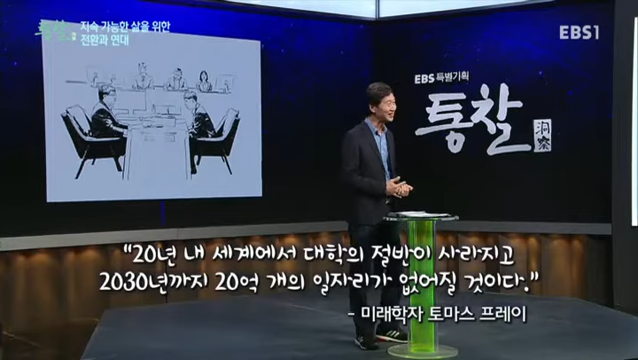 지속 가능한 삶을 위한
통찰 전환과 연대
EBS1
EBS 특별기획
통찰
洞察
“20년 내 세계에서 대학의 절반이 사라지고
2030년까지 20억 개의 일자리가 없어질 것이다.”
- 미래학자 토마스 프레이